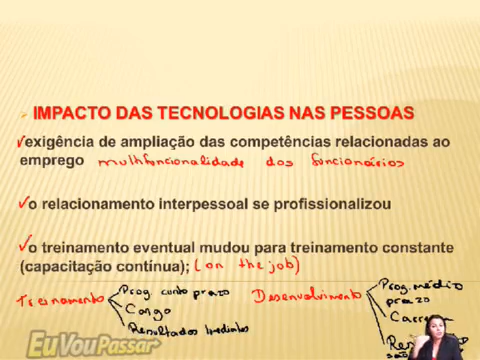 IMPACTO DAS TECNOLOGIAS NAS PESSOAS
exigência de ampliação das competências relacionadas ao
emprego multifuncionalidade dos funcionários
o relacionamento interpessoal se profissionalizou
o treinamento eventual mudou para treinamento constante
(capacitação contínua); (on the job)
Treinamento
Prog. curto prazo
Cargo
Resultados Imediatos
Desenvolvimento
Prog. médio
prazo
EuVouPassar